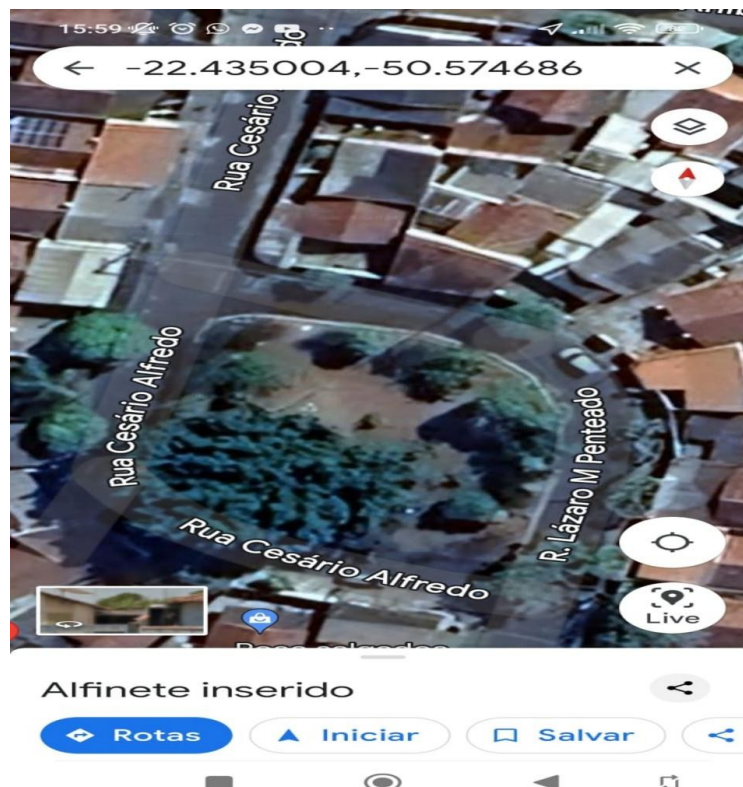 15:59
-22.435004,-50.574686
Rua Cesário
Rua Cesário Alfredo
R. Lázaro M Penteado
Rua Cesário Alfredo
Live
Alfinete inserido
Rotas
Iniciar
Salvar